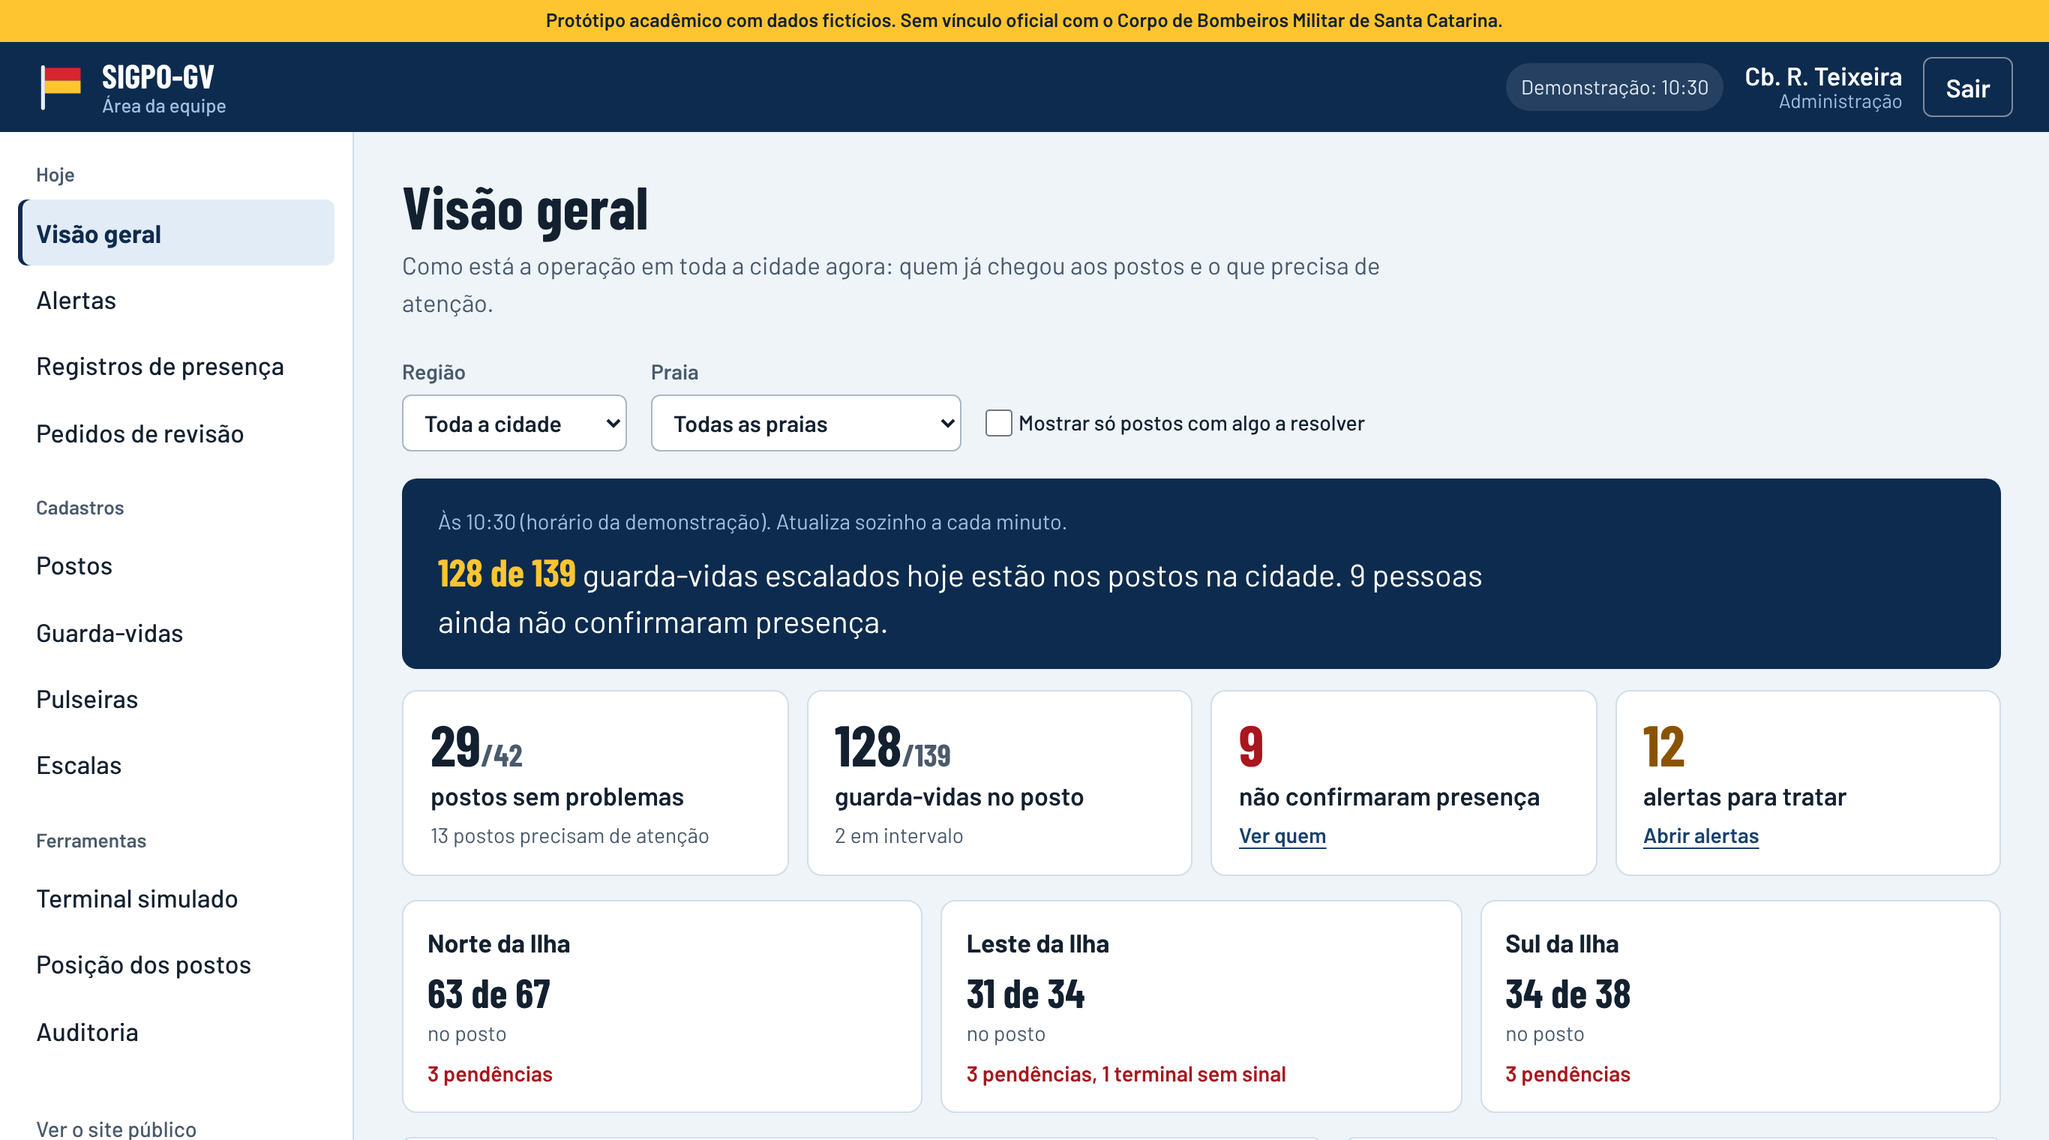 Protótipo acadêmico com dados fictícios. Sem vínculo oficial com o Corpo de Bombeiros Militar de Santa Catarina.
SIGPO-GV
Área da equipe
Demonstração: 10:30
Cb. R. Teixeira
Administração
Sair
Hoje
Visão geral
Alertas
Registros de presença
Pedidos de revisão
Cadastros
Postos
Guarda-vidas
Pulseiras
Escalas
Ferramentas
Terminal simulado
Posição dos postos
Auditoria
Ver o site público
Visão geral
Como está a operação em toda a cidade agora: quem já chegou aos postos e o que precisa de
atenção.
Região
Toda a cidade
Praia
Todas as praias
Mostrar só postos com algo a resolver
Às 10:30 (horário da demonstração). Atualiza sozinho a cada minuto.
128 de 139 guarda-vidas escalados hoje estão nos postos na cidade. 9 pessoas
ainda não confirmaram presença.
29/42
postos sem problemas
13 postos precisam de atenção
128/139
guarda-vidas no posto
2 em intervalo
9
não confirmaram presença
Ver quem
12
alertas para tratar
Abrir alertas
Norte da Ilha
63 de 67
no posto
3 pendências
Leste da Ilha
31 de 34
no posto
3 pendências, 1 terminal sem sinal
Sul da Ilha
34 de 38
no posto
3 pendências